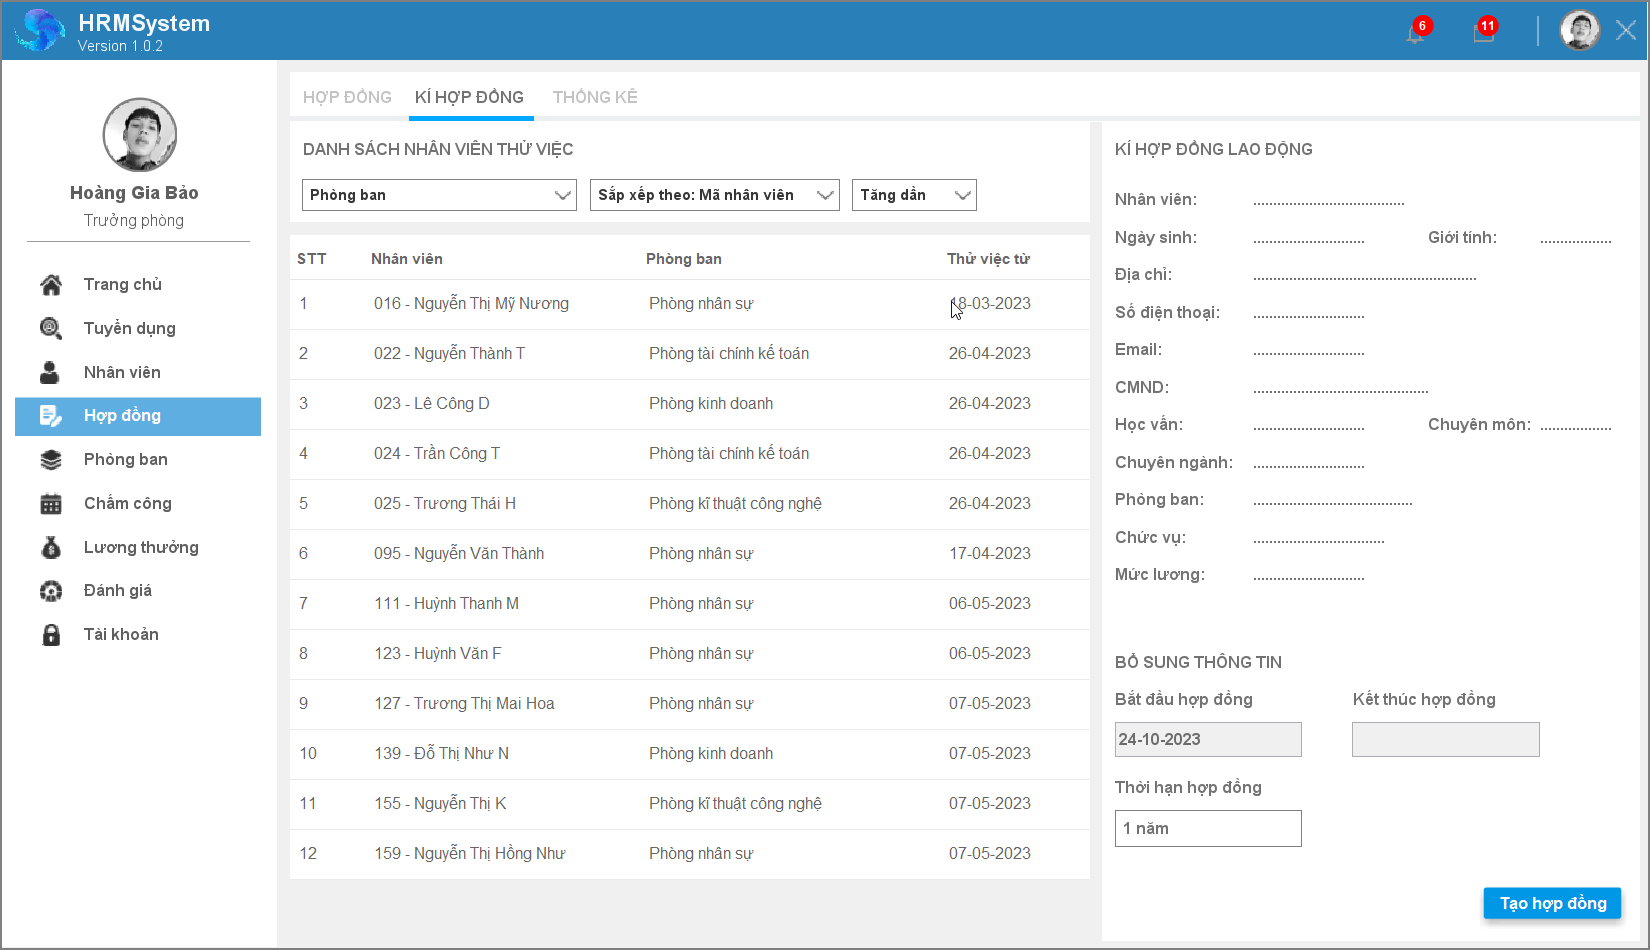 HRMSystem
Version 1.0.2
6
11
Hoàng Gia Bảo
Trưởng phòng
Trang chủ
Tuyển dụng
Nhân viên
Hợp đồng
Phòng ban
Chấm công
Lương thưởng
Đánh giá
Tài khoản
HỢP ĐỒNG KÍ HỢP ĐỒNG THỐNG KÊ
DANH SÁCH NHÂN VIÊN THỬ VIỆC
Phòng ban Sắp xếp theo: Mã nhân viên Tăng dần
STT Nhân viên Phòng ban Thử việc từ
1 016 - Nguyễn Thị Mỹ Nương Phòng nhân sự 18-03-2023
2 022 - Nguyễn Thành T Phòng tài chính kế toán 26-04-2023
3 023 - Lê Công D Phòng kinh doanh 26-04-2023
4 024 - Trần Công T Phòng tài chính kế toán 26-04-2023
5 025 - Trương Thái H Phòng kĩ thuật công nghệ 26-04-2023
6 095 - Nguyễn Văn Thành Phòng nhân sự 17-04-2023
7 111 - Huỳnh Thanh M Phòng nhân sự 06-05-2023
8 123 - Huỳnh Văn F Phòng nhân sự 06-05-2023
9 127 - Trương Thị Mai Hoa Phòng nhân sự 07-05-2023
10 139 - Đỗ Thị Như N Phòng kinh doanh 07-05-2023
11 155 - Nguyễn Thị K Phòng kĩ thuật công nghệ 07-05-2023
12 159 - Nguyễn Thị Hồng Như Phòng nhân sự 07-05-2023
KÍ HỢP ĐỒNG LAO ĐỘNG
Nhân viên: ....................................
Ngày sinh: ........................... Giới tính: .................
Địa chỉ: ......................................................
Số điện thoại: ...........................
Email: ...........................
CMND: ..........................................
Học vấn: ........................... Chuyên môn: .................
Chuyên ngành: ...........................
Phòng ban: ......................................
Chức vụ: ................................
Mức lương: ...........................
BỔ SUNG THÔNG TIN
Bắt đầu hợp đồng Kết thúc hợp đồng
24-10-2023
Thời hạn hợp đồng
1 năm
Tạo hợp đồng